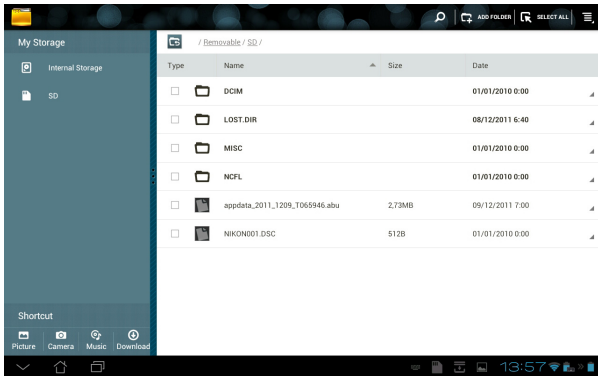 ADD FOLDER SELECT ALL
My Storage
Internal Storage
SD
/ Removable / SD /
Type Name Size Date
DCIM 01/01/2010 0:00
LOST.DIR 08/12/2011 6:40
MISC 01/01/2010 0:00
NCFL 01/01/2010 0:00
appdata_2011_1209_T065946.abu 2,73MB 09/12/2011 7:00
NIKON001.DSC 512B 01/01/2010 0:00
Shortcut
Picture Camera Music Download
13:57